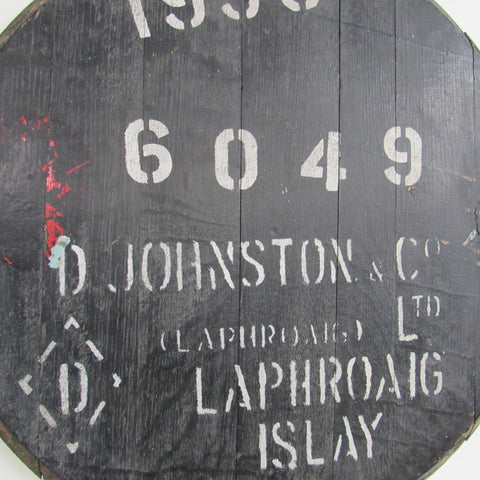 6049
D. JOHNSTON & Co
(LAPHROAIG) LTD
D LAPHROAIG
ISLAY